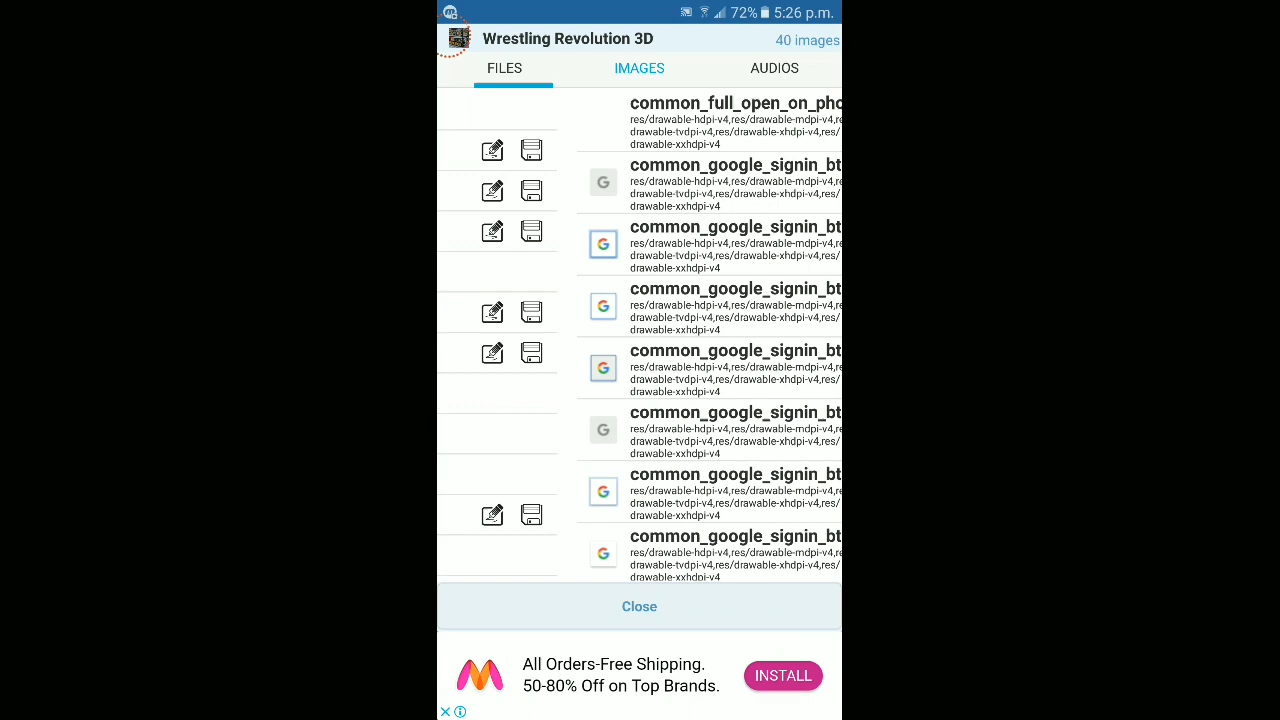 72% 5:26 p.m.
Wrestling Revolution 3D
40 images
FILES
IMAGES
AUDIOS
common_full_open_on_pho
res/drawable-hdpi-v4,res/drawable-mdpi-v4,r
drawable-tvdpi-v4,res/drawable-xhdpi-v4,res/
drawable-xxhdpi-v4
common_google_signin_bt
res/drawable-hdpi-v4,res/drawable-mdpi-v4,r
drawable-tvdpi-v4,res/drawable-xhdpi-v4,res/
drawable-xxhdpi-v4
common_google_signin_bt
res/drawable-hdpi-v4,res/drawable-mdpi-v4,r
drawable-tvdpi-v4,res/drawable-xhdpi-v4,res/
drawable-xxhdpi-v4
common_google_signin_bt
res/drawable-hdpi-v4,res/drawable-mdpi-v4,r
drawable-tvdpi-v4,res/drawable-xhdpi-v4,res/
drawable-xxhdpi-v4
common_google_signin_bt
res/drawable-hdpi-v4,res/drawable-mdpi-v4,r
drawable-tvdpi-v4,res/drawable-xhdpi-v4,res/
drawable-xxhdpi-v4
common_google_signin_bt
res/drawable-hdpi-v4,res/drawable-mdpi-v4,r
drawable-tvdpi-v4,res/drawable-xhdpi-v4,res/
drawable-xxhdpi-v4
common_google_signin_bt
res/drawable-hdpi-v4,res/drawable-mdpi-v4,r
drawable-tvdpi-v4,res/drawable-xhdpi-v4,res/
drawable-xxhdpi-v4
common_google_signin_bt
res/drawable-hdpi-v4,res/drawable-mdpi-v4,r
drawable-tvdpi-v4,res/drawable-xhdpi-v4,res/
drawable-xxhdpi-v4
Close
All Orders-Free Shipping.
50-80% Off on Top Brands.
INSTALL